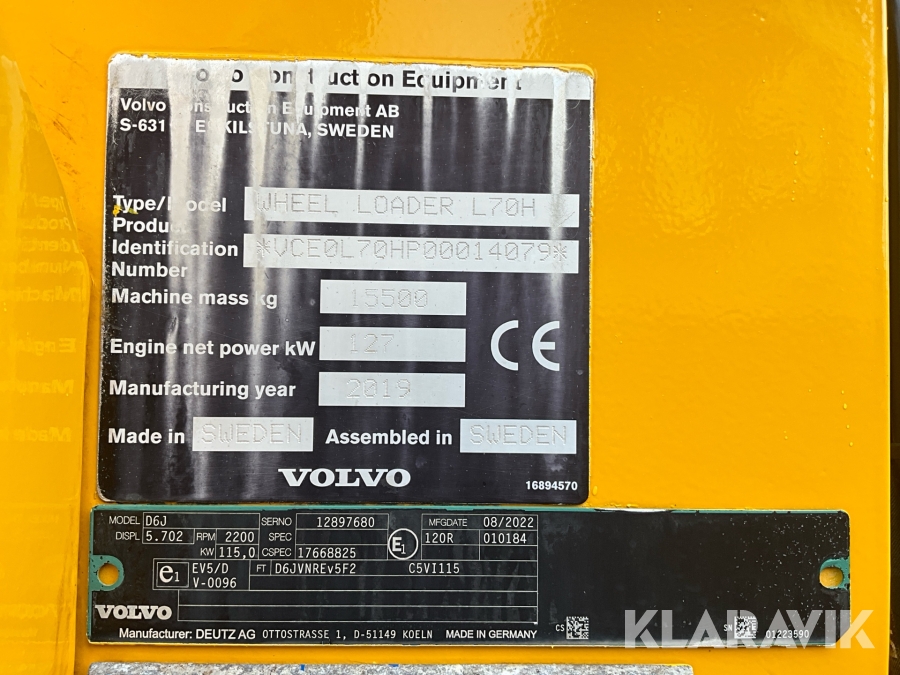 Construction Equipment
Volvo Construction Equipment AB
ESKILSTUNA, SWEDEN
Type/Model WHEEL LOADER L70H
Product
Identification *VCE0L70HP00014079*
Number
Machine mass kg 15500
Engine net power kW 127
Manufacturing year 2019
Made in SWEDEN Assembled in SWEDEN
VOLVO 16894570
MODEL D6J SERNO 12897680 MFGDATE 08/2022
DISPL 5.702 RPM 2200 SPEC E1 120R 010184
KW 115,0 CSPEC 17668825
e1 EV5/D FT D6JVNREv5F2 C5VI115
V-0096
VOLVO
Manufacturer: DEUTZ AG OTTOSTRASSE 1, D-51149 KOELN MADE IN GERMANY CS SN 01223590
KLARAVIK